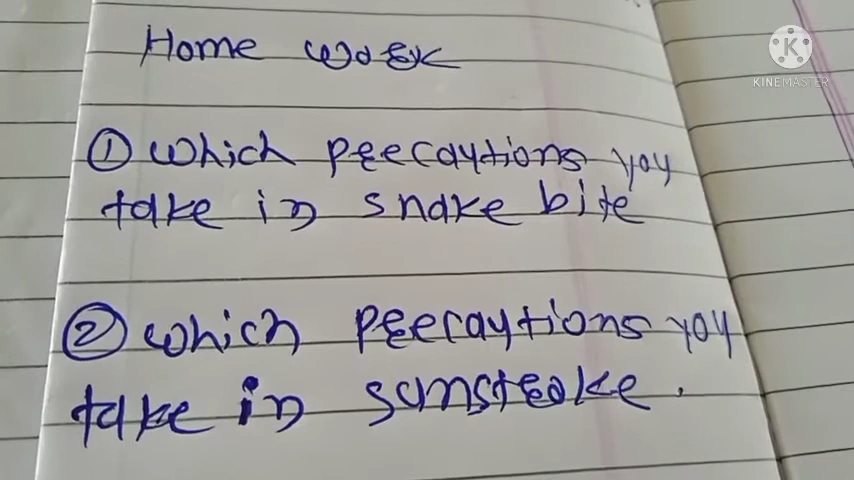 Home work
KINEMASTER
① Which precautions you
take in snake bite
② Which precautions you
take in sunstroke.